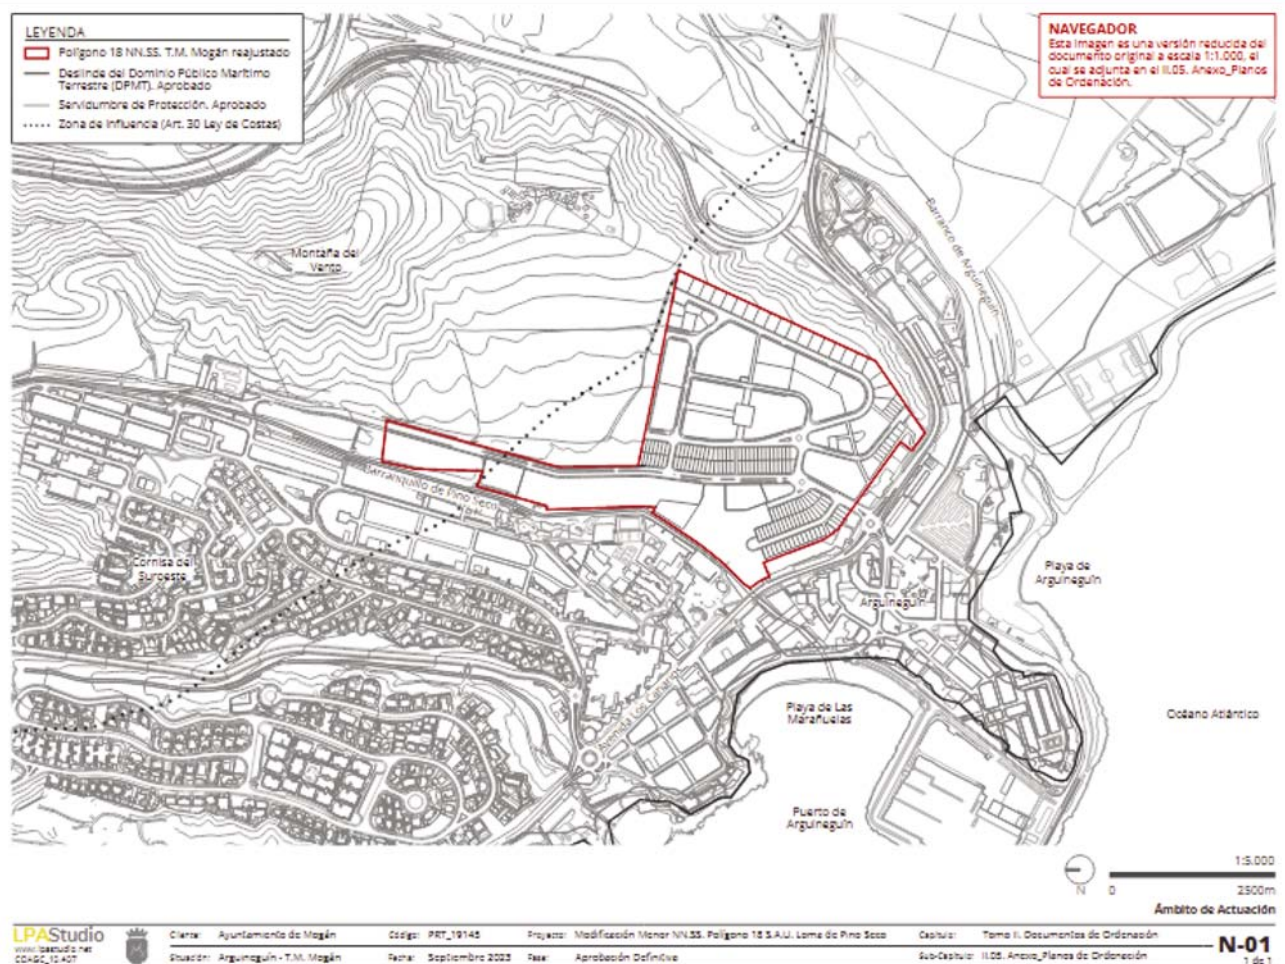 LEYENDA
Polígono 18 NN.SS. T.M. Mogán reajustado
Deslinde del Dominio Público Marítimo
Terrestre (DPMT). Aprobado
Servidumbre de Protección. Aprobado
Zona de Influencia (Art. 30 Ley de Costas)
NAVEGADOR
Esta imagen es una versión reducida del
documento original a escala 1:1.000, el
cual se adjunta en el II.05. Anexo_Planos
de Ordenación.
Barranco de Arguineguín
Montaña del
Viento
Barranquillo de Pino Seco
Cornisa del
Suroeste
Playa de
Arguineguín
Arguineguín
Avenida Los Canarios
Playa de Las
Marañuelas
Océano Atlántico
Puerto de
Arguineguín
1:5.000
N 0 2500m
Ámbito de Actuación
LPAStudio
www.lpastudio.net
Cliente: Ayuntamiento de Mogán
Código: PRT_19145
Proyecto: Modificación Menor NN.SS. Polígono 18 S.A.U. Loma de Pino Seco
Capítulo: Tomo II. Documentos de Ordenación
N-01
Situación: Arguineguín - T.M. Mogán
Fecha: Septiembre 2023
Fase: Aprobación Definitiva
Sub-Capítulo: II.05. Anexo_Planos de Ordenación
1 de 1